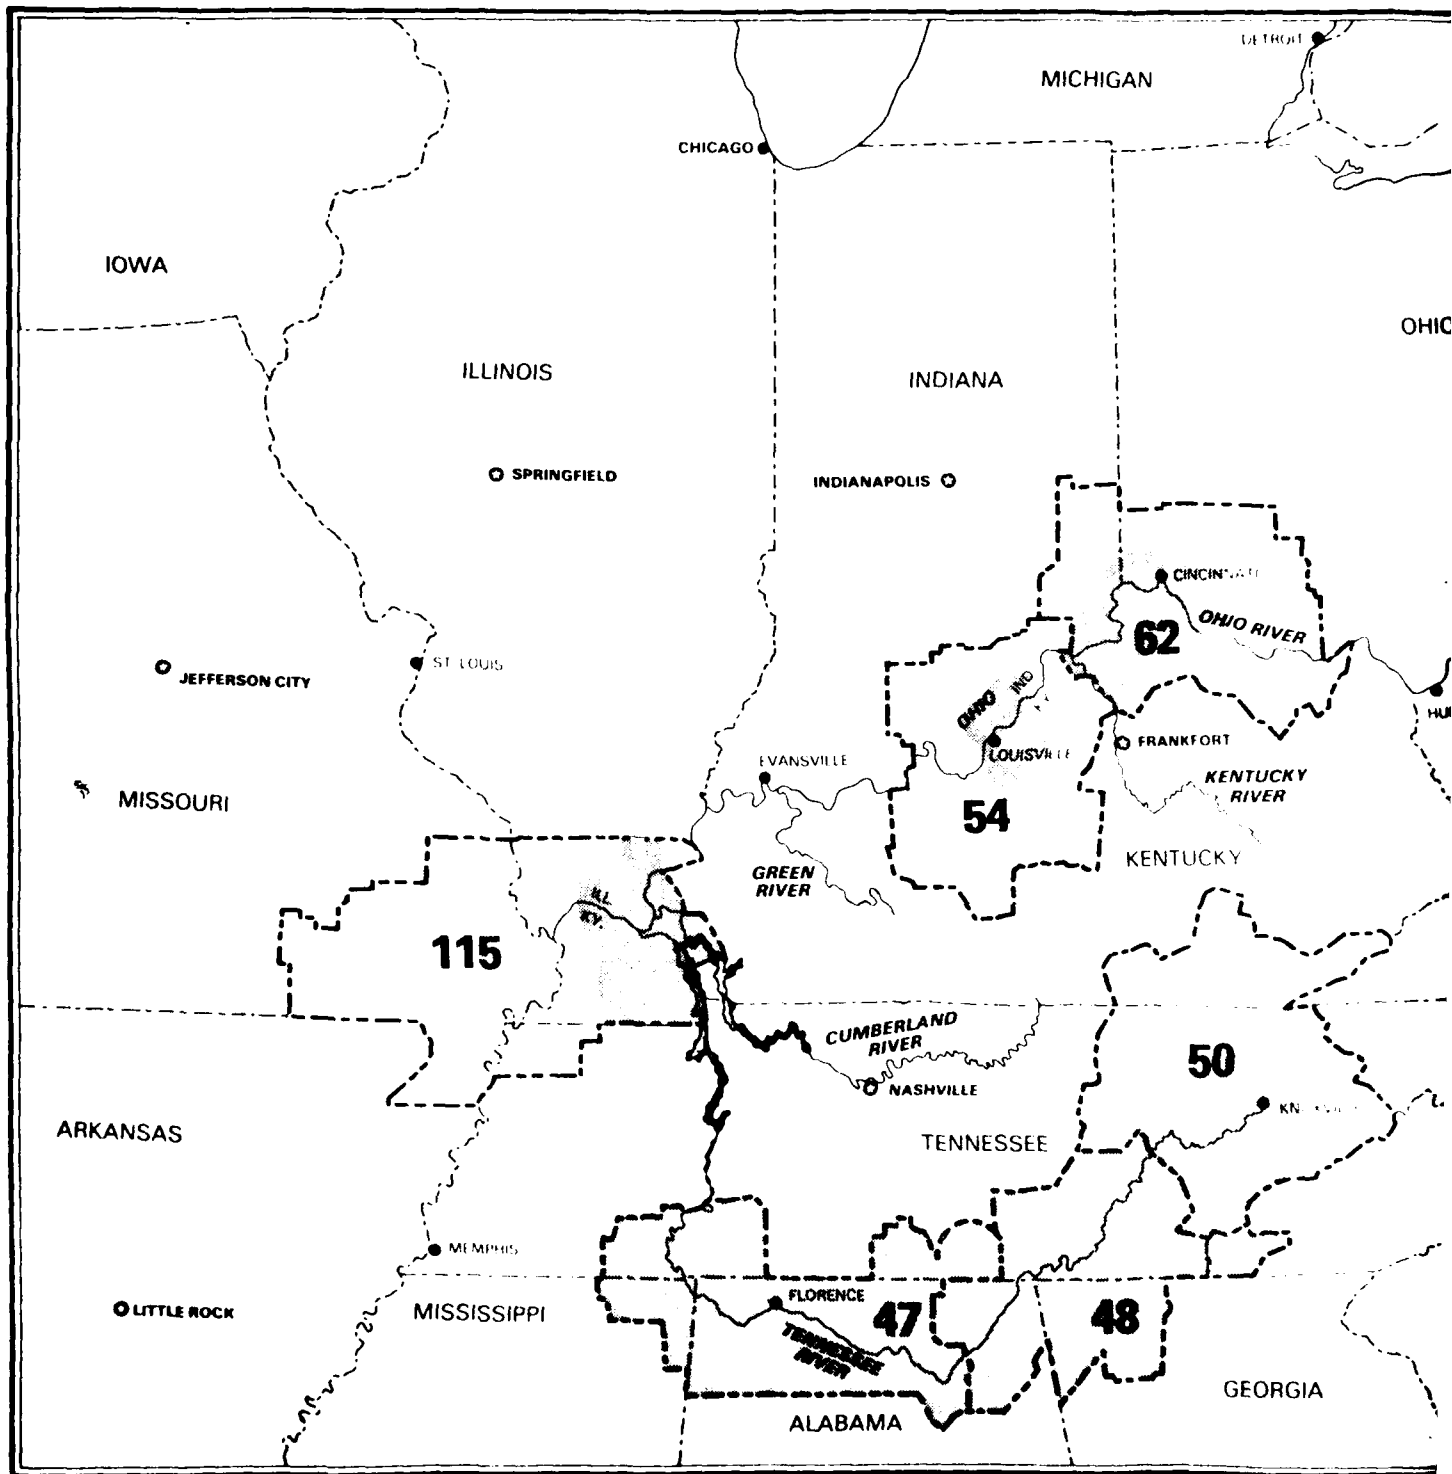 DETROIT
MICHIGAN
CHICAGO
IOWA
OHIO
ILLINOIS
INDIANA
SPRINGFIELD
INDIANAPOLIS
CINCINNATI
OHIO RIVER
62
ST. LOUIS
JEFFERSON CITY
OHIO
IND
LOUISVILLE
FRANKFORT
EVANSVILLE
KENTUCKY
RIVER
MISSOURI
54
KENTUCKY
GREEN
RIVER
ILL.
KY.
115
CUMBERLAND
RIVER
50
NASHVILLE
KNOXVILLE
ARKANSAS
TENNESSEE
MEMPHIS
FLORENCE
LITTLE ROCK
MISSISSIPPI
47
48
TENNESSEE
RIVER
GEORGIA
ALABAMA